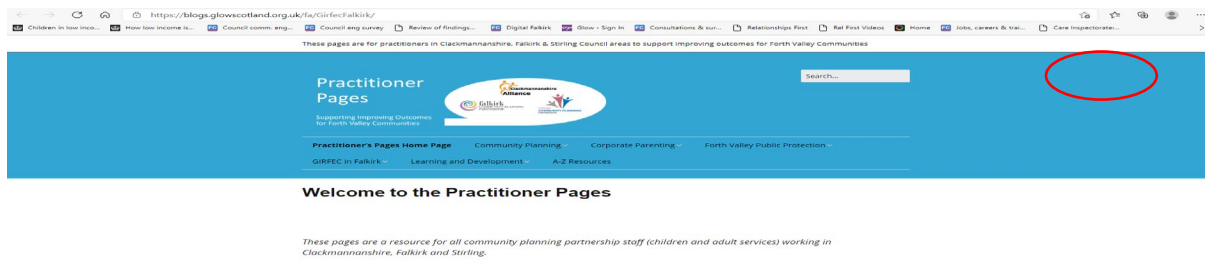 https://blogs.glowscotland.org.uk/fa/GirfecFalkirk/
Children in low inco... How low income is... Council comm. eng... Council eng survey Review of findings... Digital Falkirk Glow - Sign In Consultations & sur... Relationships First Rel First Videos Home Jobs, careers & trai... Care Inspectorate:...
These pages are for practitioners in Clackmannanshire, Falkirk & Stirling Council areas to support improving outcomes for Forth Valley Communities
Practitioner
Pages
Supporting Improving Outcomes
for Forth Valley Communities
Clackmannanshire
Alliance
falkirk
Search...
Practitioner's Pages Home Page Community Planning Corporate Parenting Forth Valley Public Protection
GIRFEC in Falkirk Learning and Development A-Z Resources
Welcome to the Practitioner Pages
These pages are a resource for all community planning partnership staff (children and adult services) working in
Clackmannanshire, Falkirk and Stirling.